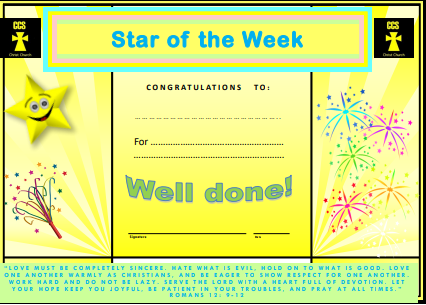 CCS
Christ Church
Star of the Week
CCS
Christ Church
CONGRATULATIONS TO:
For
Well done!
Signature
"LOVE MUST BE COMPLETELY SINCERE. HATE WHAT IS EVIL, HOLD ON TO WHAT IS GOOD. LOVE
ONE ANOTHER WARMLY AS CHRISTIANS, AND BE EAGER TO SHOW RESPECT FOR ONE ANOTHER.
WORK HARD AND DO NOT BE LAZY. SERVE THE LORD WITH A HEART FULL OF DEVOTION. LET
YOUR HOPE KEEP YOU JOYFUL, BE PATIENT IN YOUR TROUBLES, AND PRAY AT ALL TIMES."
ROMANS 12: 9-13